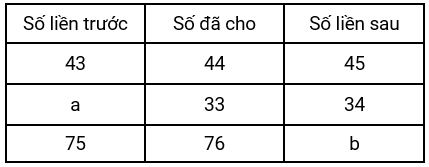 Số liền trước Số đã cho Số liền sau
43 44 45
a 33 34
75 76 b